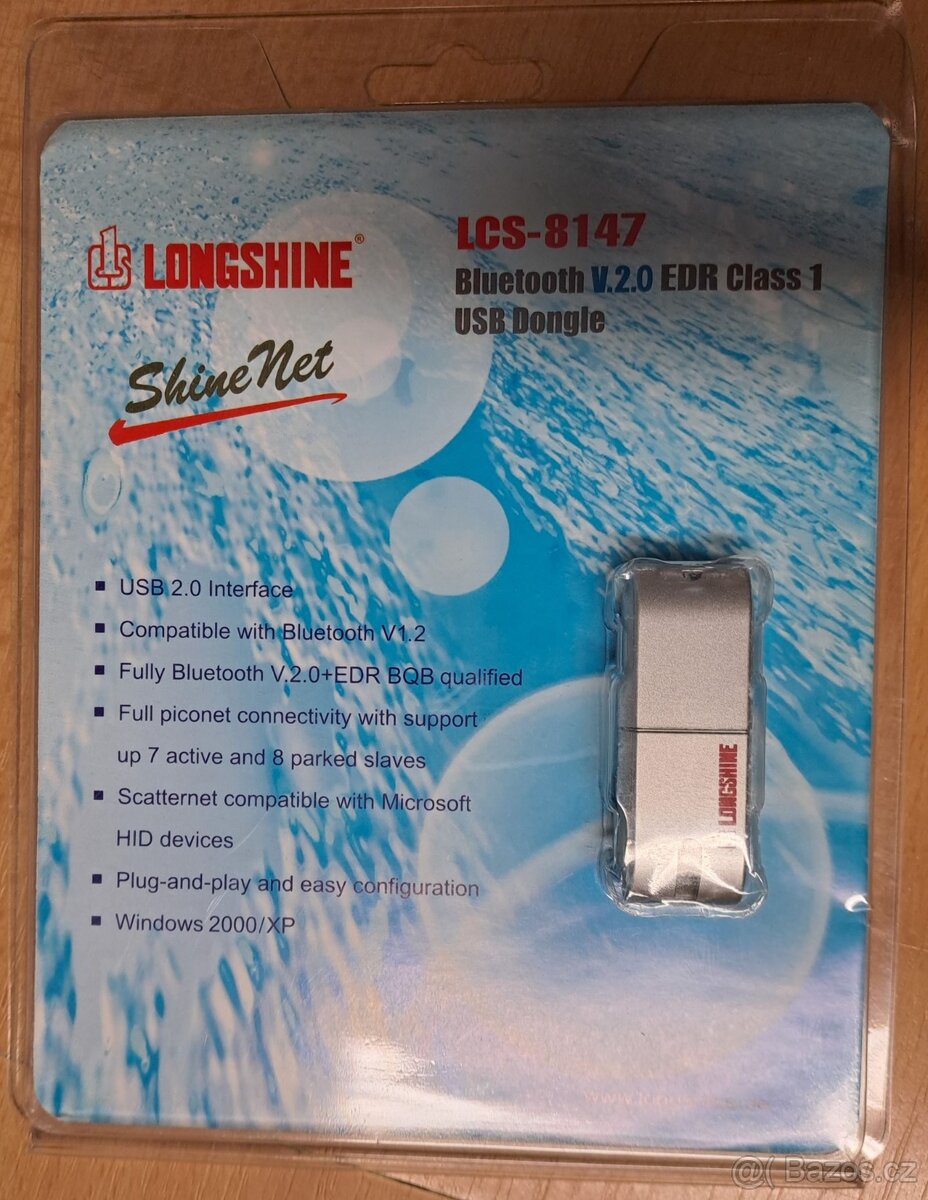 LONGSHINE®
ShineNet
LCS-8147
Bluetooth V.2.0 EDR Class 1
USB Dongle
▪ USB 2.0 Interface
▪ Compatible with Bluetooth V1.2
▪ Fully Bluetooth V.2.0+EDR BQB qualified
▪ Full piconet connectivity with support
up 7 active and 8 parked slaves
▪ Scatternet compatible with Microsoft
HID devices
▪ Plug-and-play and easy configuration
▪ Windows 2000/XP
LONGSHINE
@( Bazos.cz